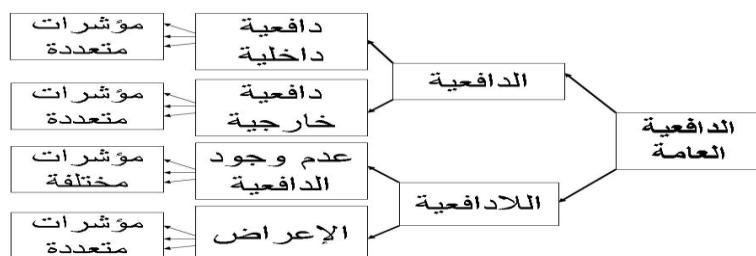 الدافعية
العامة
الدافعية
دافعية
داخلية
مؤشرات
متعددة
دافعية
خارجية
مؤشرات
متعددة
اللادافعية
عدم وجود
الدافعية
مؤشرات
مختلفة
الإعراض
مؤشرات
متعددة